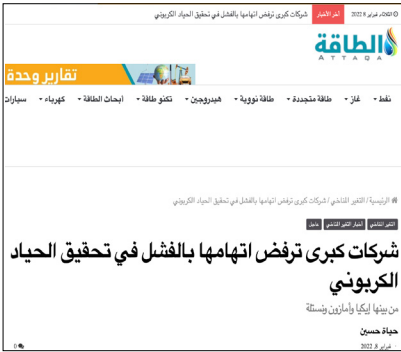 الثلاثاء, فبراير 8 2022
أخر الأخبار
شركات كبرى ترفض اتهامها بالفشل في تحقيق الحياد الكربوني
الطاقة
ATTAQA
تقارير وحدة
نفط غاز طاقة متجددة طاقة نووية هيدروجين تكنو طاقة أبحاث الطاقة كهرباء سيارات
الرئيسية / التغير المناخي / شركات كبرى ترفض اتهامها بالفشل في تحقيق الحياد الكربوني
التغير المناخي أخبار التغير المناخي عاجل
شركات كبرى ترفض اتهامها بالفشل في تحقيق الحياد
الكربوني
من بينها إيكيا وأمازون ونستلة
حياة حسين
فبراير 8, 2022
0